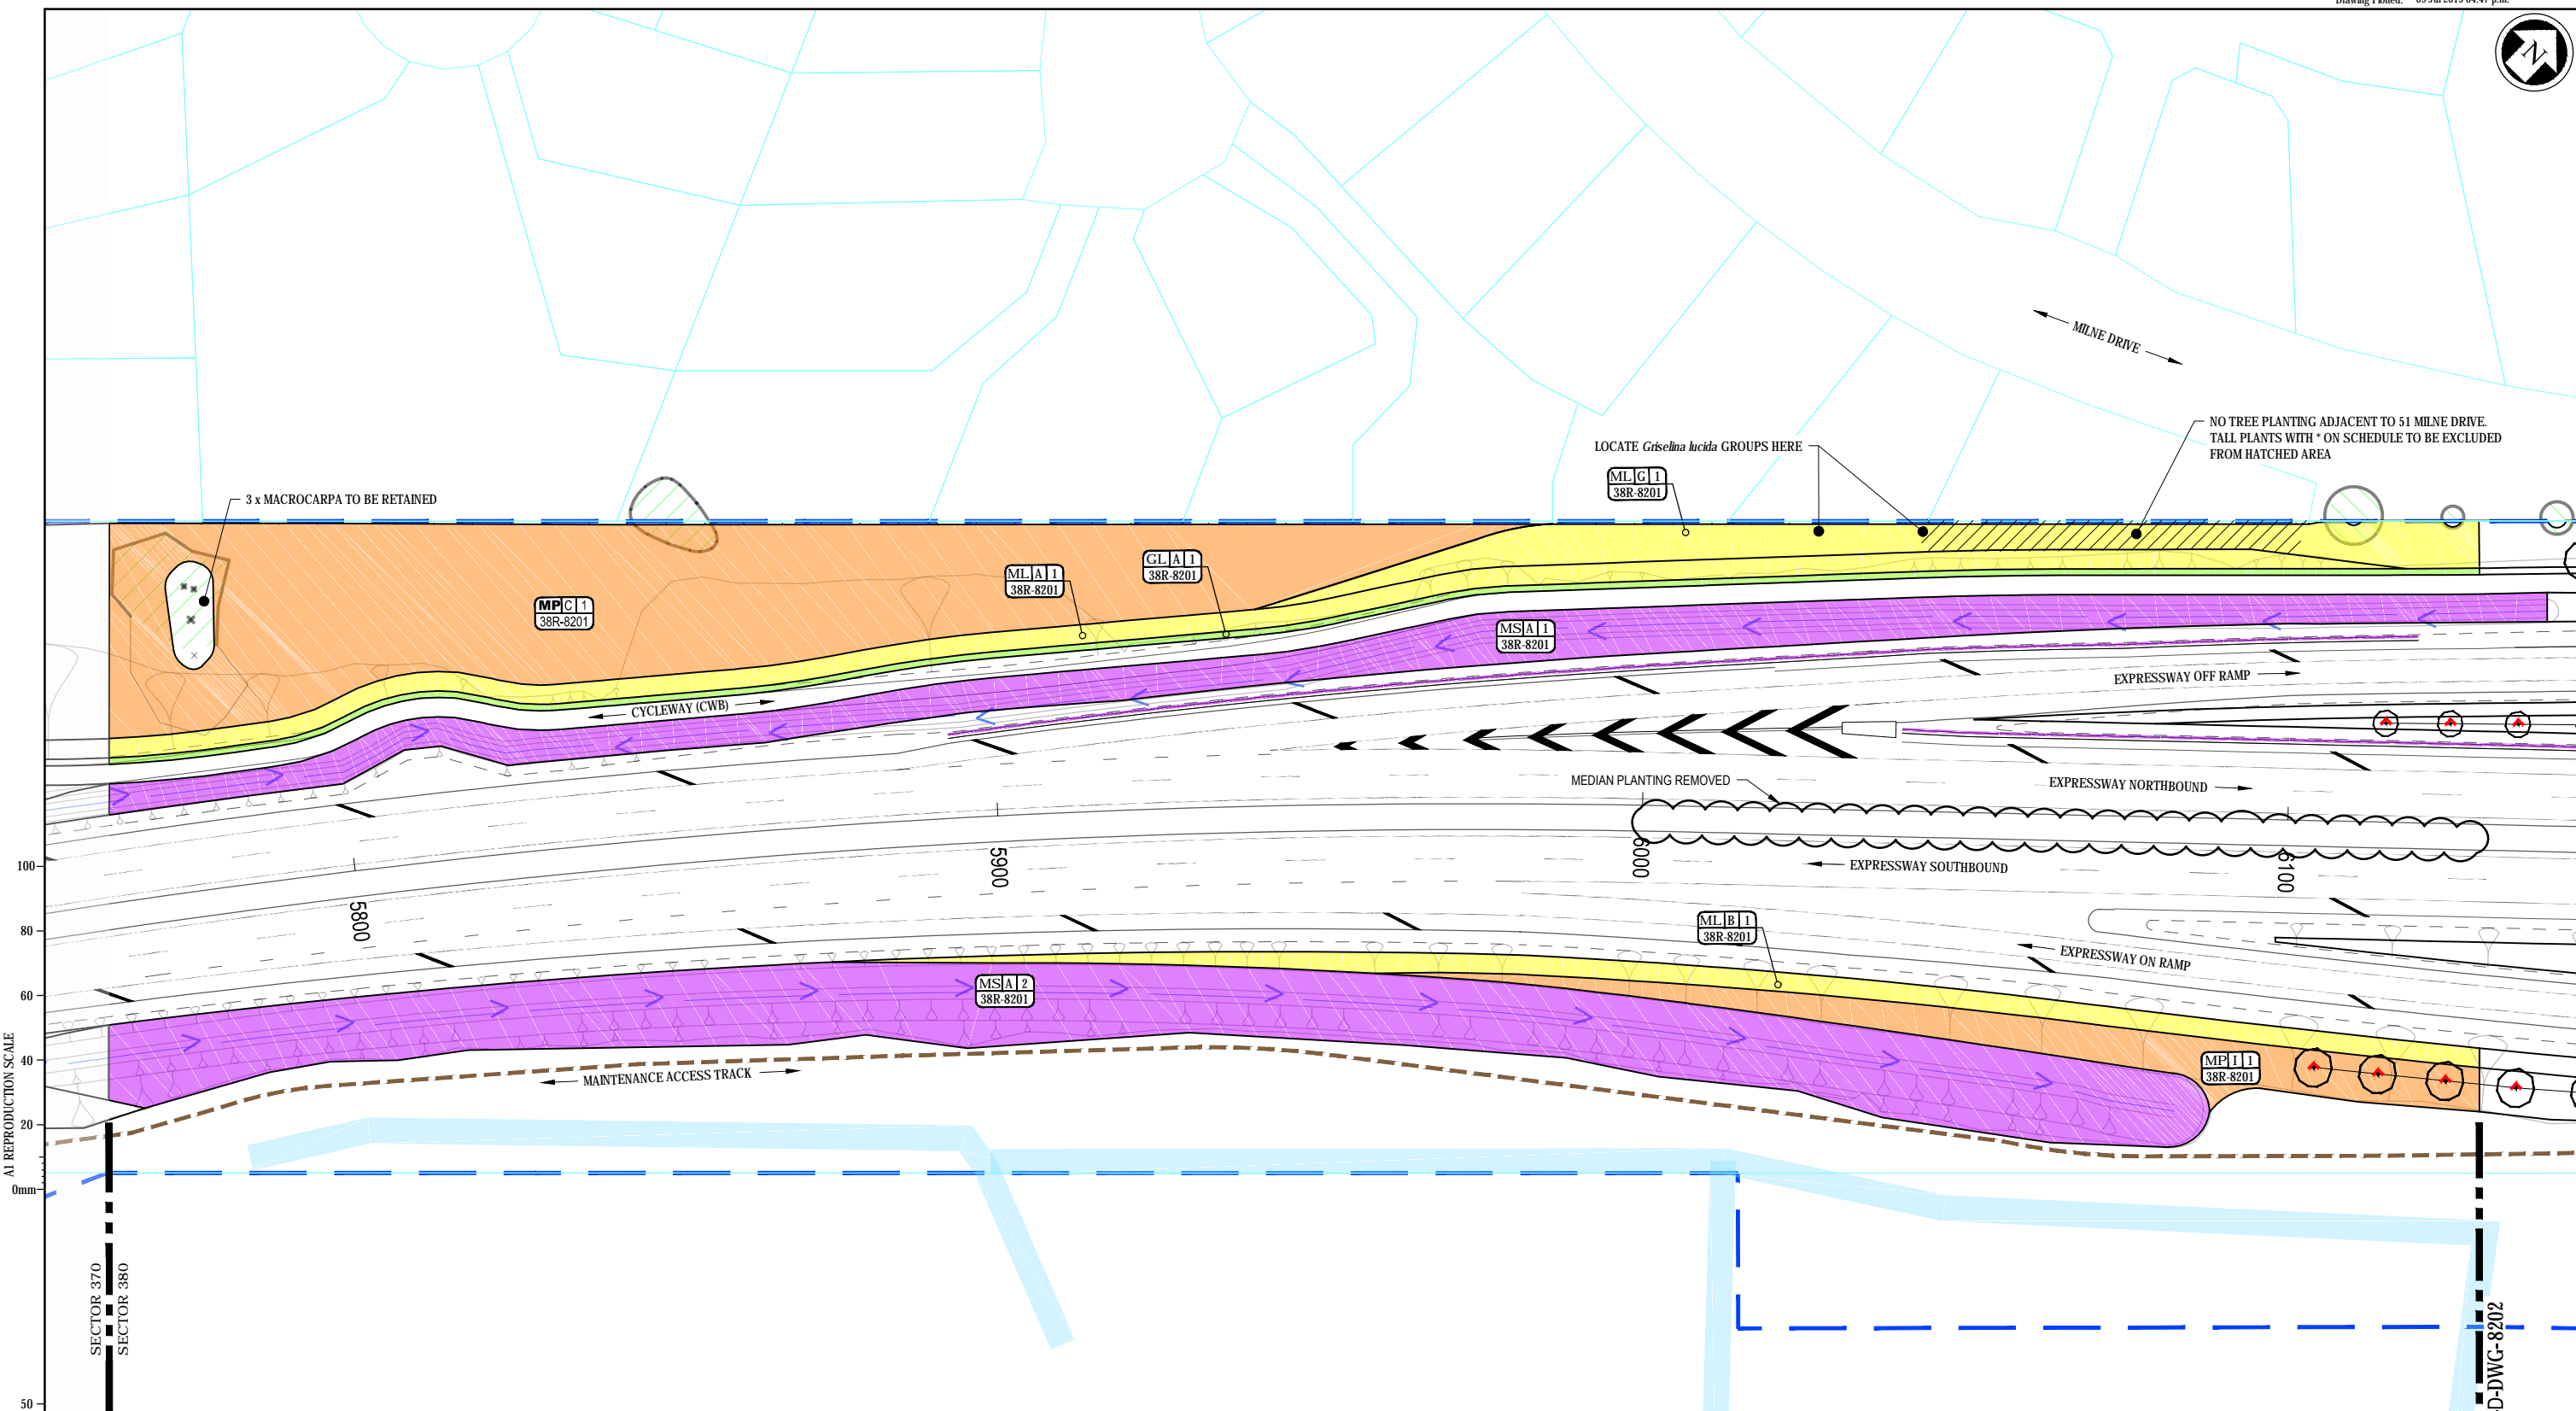 N
MILNE DRIVE
NO TREE PLANTING ADJACENT TO 51 MILNE DRIVE.
TALL PLANTS WITH * ON SCHEDULE TO BE EXCLUDED
FROM HATCHED AREA
LOCATE Griselina lucida GROUPS HERE
ML G 1
38R-8201
3 x MACROCARPA TO BE RETAINED
GL A 1
38R-8201
ML A 1
38R-8201
MP C 1
38R-8201
MS A 1
38R-8201
EXPRESSWAY OFF RAMP
CYCLEWAY (CWB)
MEDIAN PLANTING REMOVED
EXPRESSWAY NORTHBOUND
5800
5900
6000
6100
EXPRESSWAY SOUTHBOUND
ML B 1
38R-8201
EXPRESSWAY ON RAMP
MS A 2
38R-8201
MP I 1
38R-8201
MAINTENANCE ACCESS TRACK
100
80
60
40
20
0mm
50
A1 REPRODUCTION SCALE
SECTOR 370
SECTOR 380
D-DWG-8202